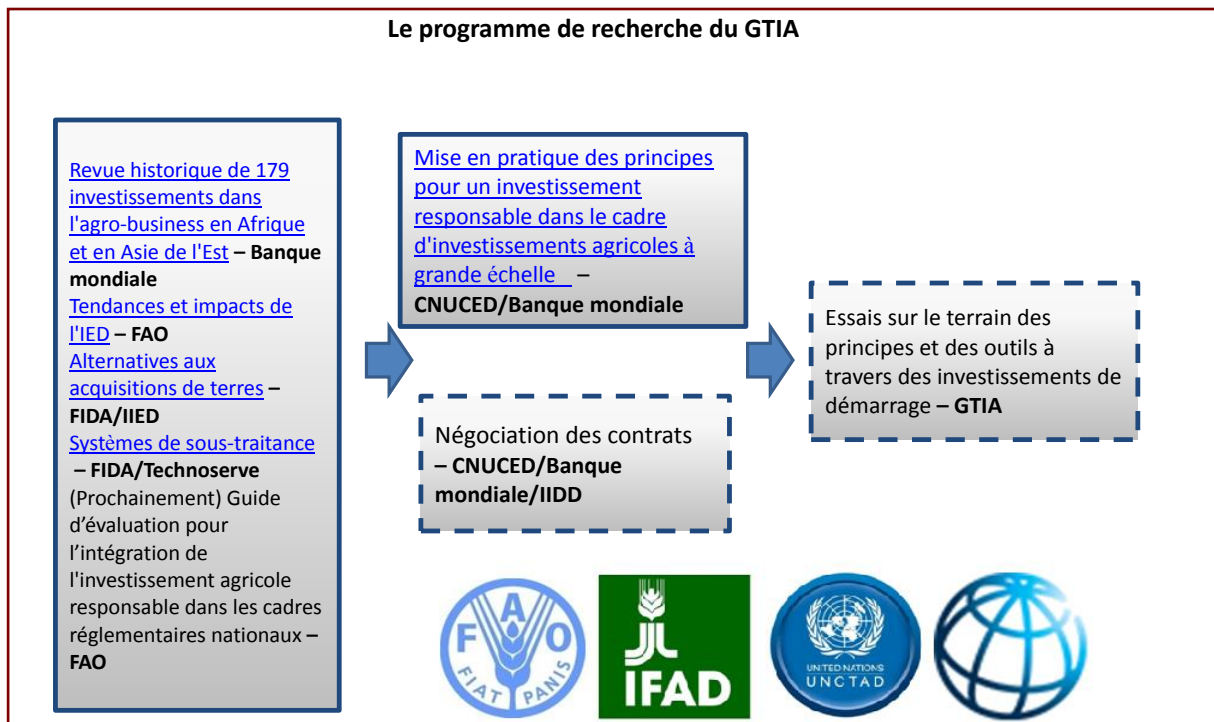 Le programme de recherche du GTIA
Revue historique de 179
investissements dans
l'agro-business en Afrique
et en Asie de l'Est – Banque
mondiale
Tendances et impacts de
l'IED – FAO
Alternatives aux
acquisitions de terres –
FIDA/IIED
Systèmes de sous-traitance
– FIDA/Technoserve
(Prochainement) Guide
d’évaluation pour
l’intégration de
l'investissement agricole
responsable dans les cadres
réglementaires nationaux –
FAO
Mise en pratique des principes
pour un investissement
responsable dans le cadre
d'investissements agricoles à
grande échelle –
CNUCED/Banque mondiale
Négociation des contrats
– CNUCED/Banque
mondiale/IIDD
Essais sur le terrain des
principes et des outils à
travers des investissements de
démarrage – GTIA
FAO
FIAT PANIS
IFAD
UNITED NATIONS
UNCTAD